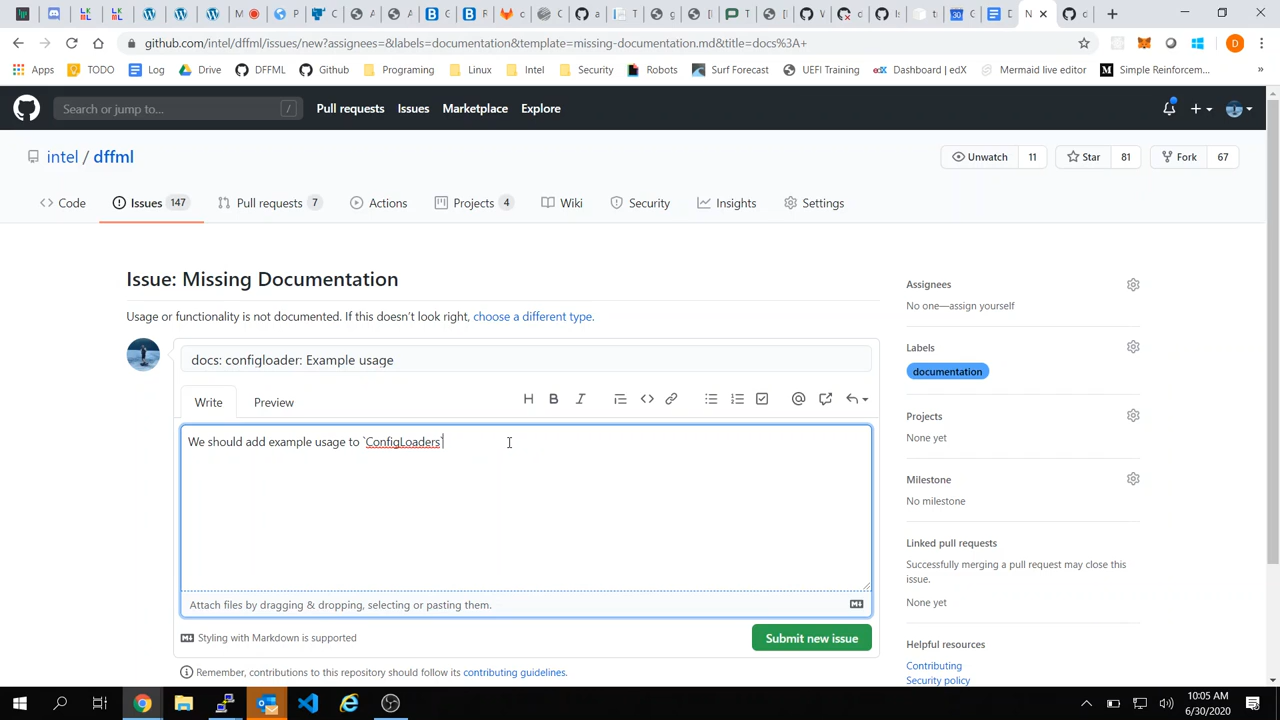 P
C
A
A
C
R
c
C
a
T
g
[
P
[
d
d
Is
t
C
D
N
d
github.com/intel/dffml/issues/new?assignees=&labels=documentation&template=missing-documentation.md&title=docs%3A+
D
Apps
TODO
Log
Drive
DFFML
Github
Programing
Linux
Intel
Security
Robots
Surf Forecast
UEFI Training
Dashboard | edX
Mermaid live editor
Simple Reinforcem...
»
Search or jump to...
/
Pull requests
Issues
Marketplace
Explore
intel / dffml
Unwatch 11
Star 81
Fork 67
Code
Issues 147
Pull requests 7
Actions
Projects 4
Wiki
Security
Insights
Settings
Issue: Missing Documentation
Usage or functionality is not documented. If this doesn't look right, choose a different type.
docs: configloader: Example usage
Write
Preview
We should add example usage to `ConfigLoaders`
Attach files by dragging & dropping, selecting or pasting them.
Styling with Markdown is supported
Submit new issue
Remember, contributions to this repository should follow its contributing guidelines.
Assignees
No one—assign yourself
Labels
documentation
Projects
None yet
Milestone
No milestone
Linked pull requests
Successfully merging a pull request may close this
issue.
None yet
Helpful resources
Contributing
Security policy
10:05 AM
6/30/2020